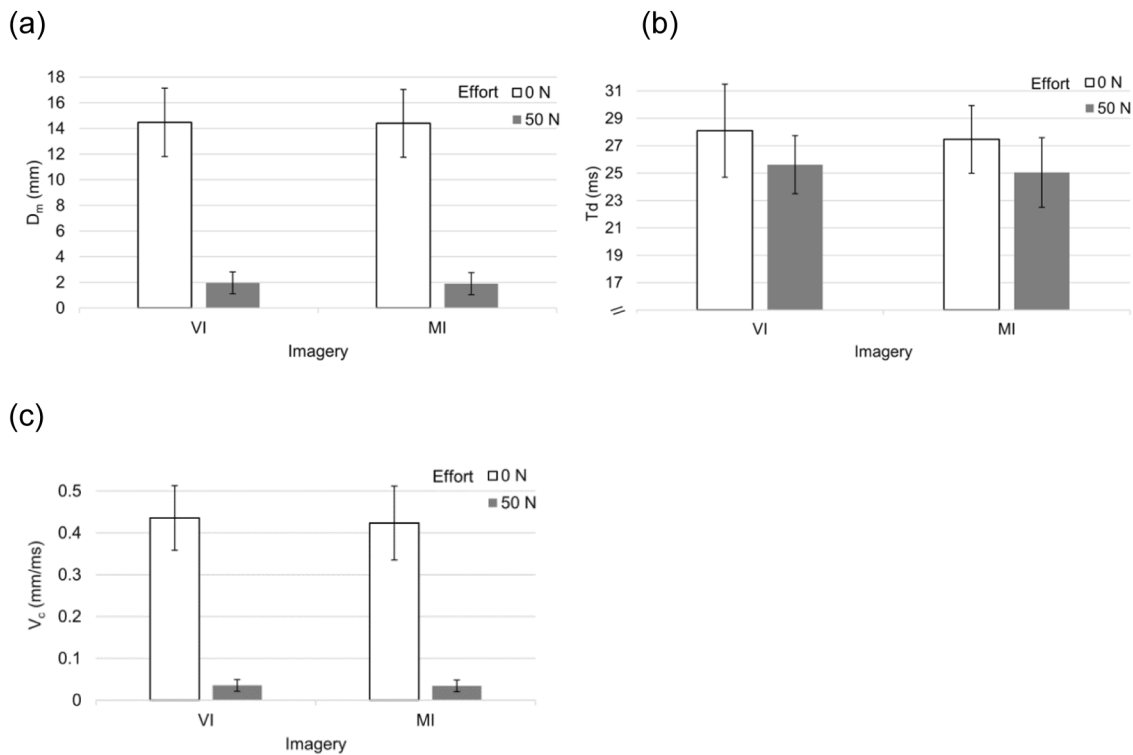 (a)
Effort 0 N
50 N
18
16
14
12
10
8
6
4
2
0
Dm (mm)
VI MI
Imagery
(b)
Effort 0 N
50 N
31
29
27
25
23
21
19
17
Td (ms)
VI MI
Imagery
(c)
Effort 0 N
50 N
0.5
0.4
0.3
0.2
0.1
0
Vc (mm/ms)
VI MI
Imagery